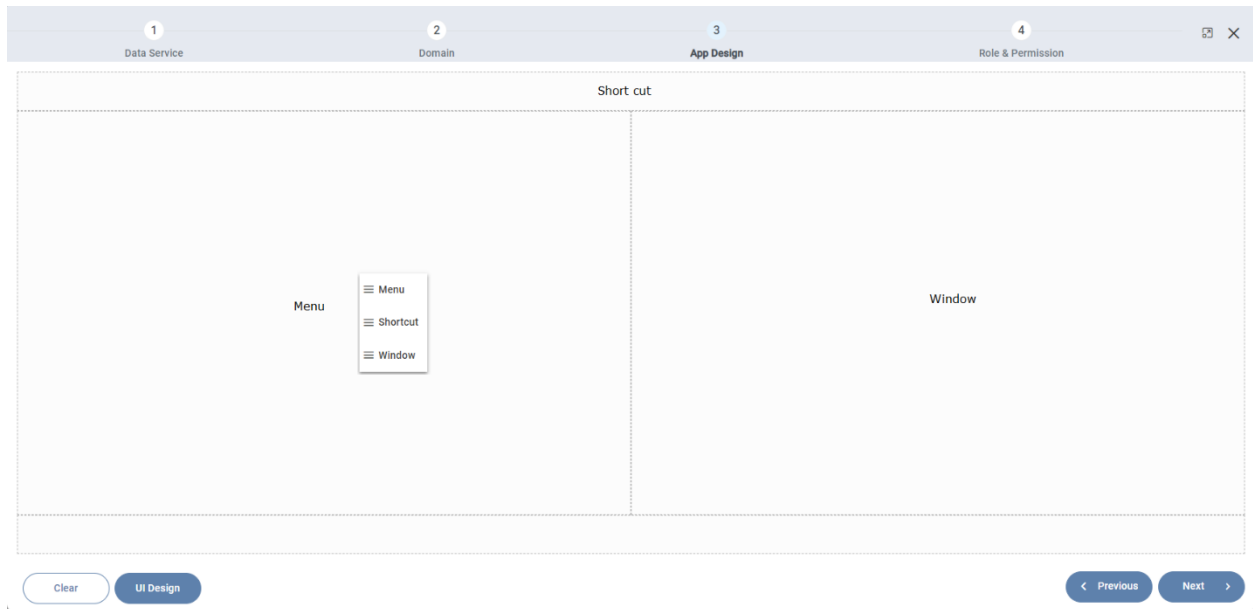 1
Data Service
2
Domain
3
App Design
4
Role & Permission
Short cut
Menu
Menu
Shortcut
Window
Window
Clear
UI Design
Previous
Next